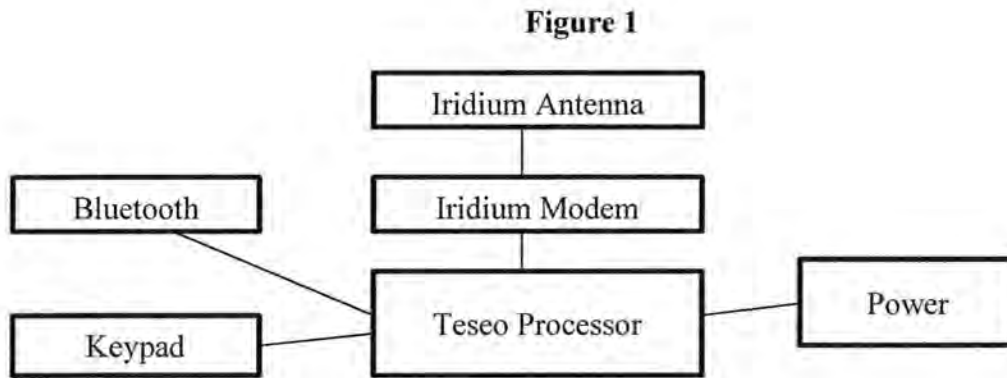 Figure 1
Iridium Antenna
Bluetooth
Iridium Modem
Power
Keypad
Teseo Processor